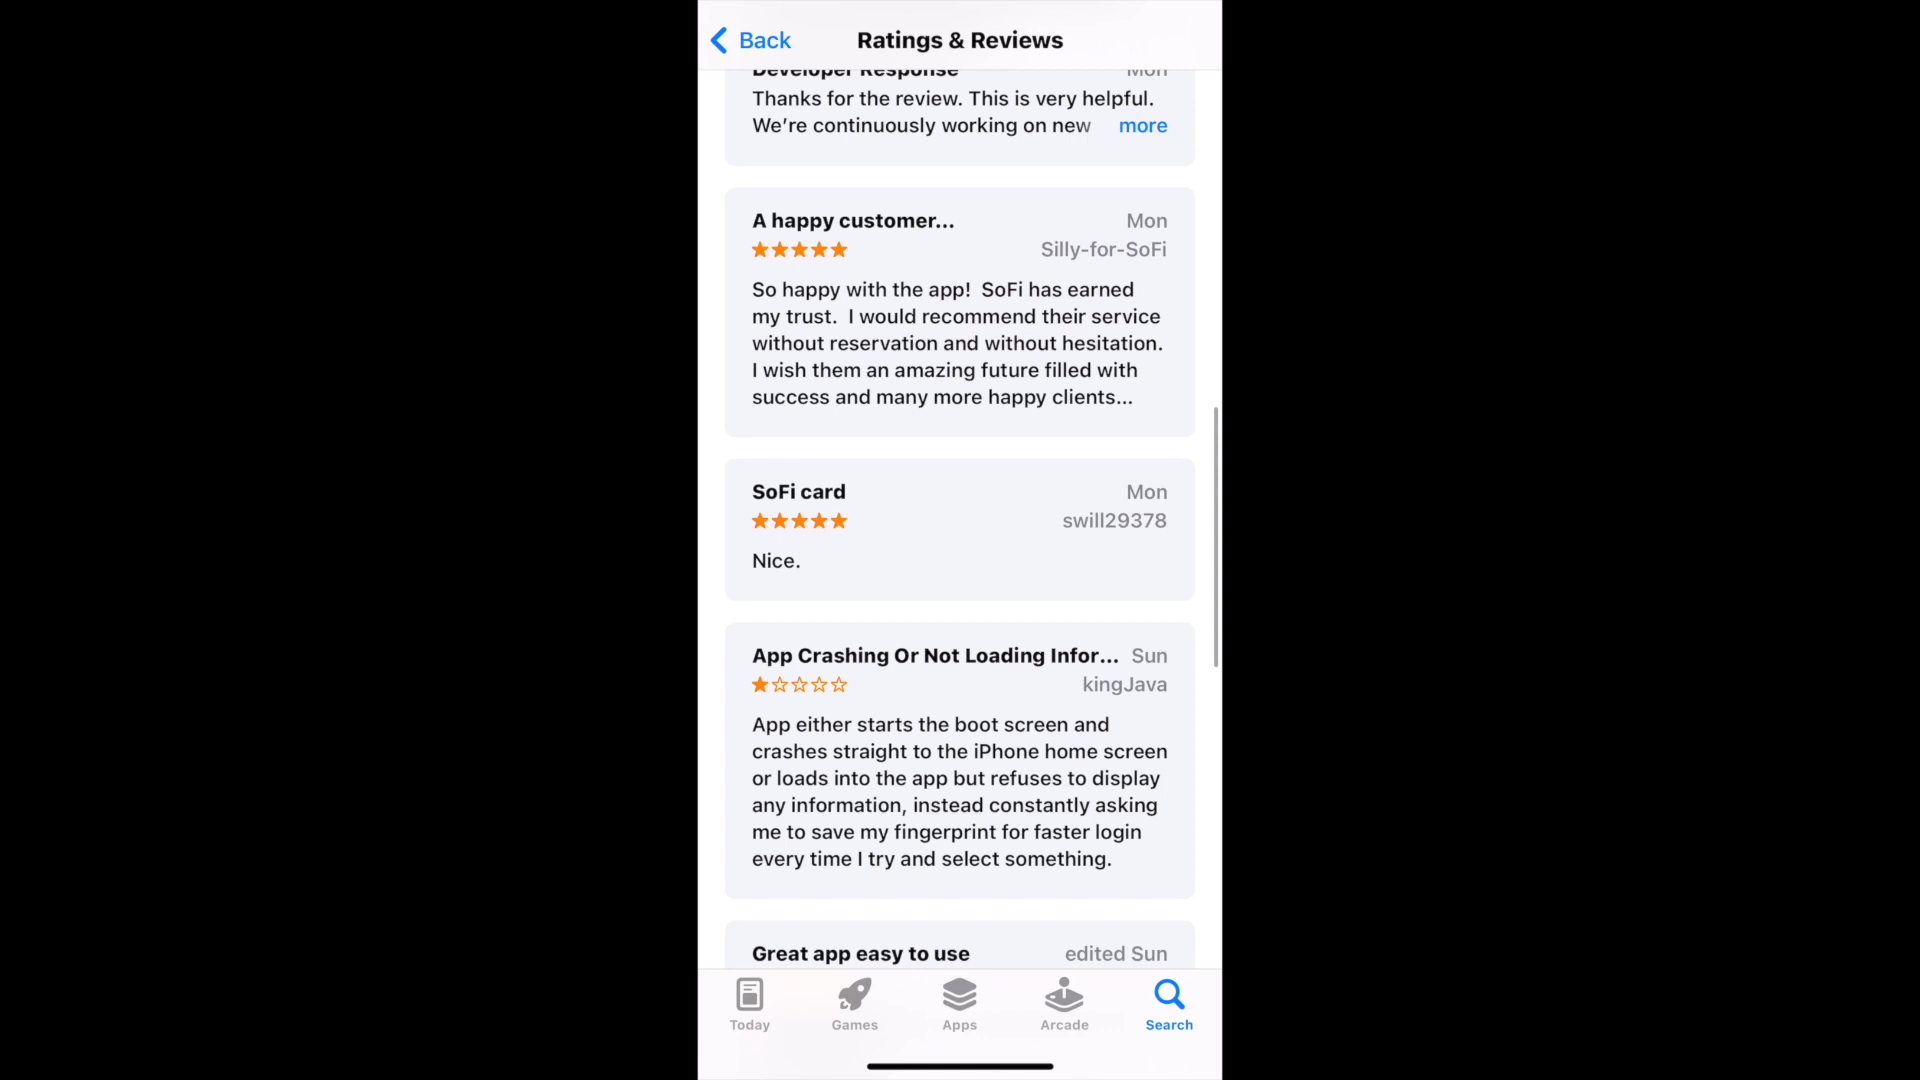 Back
Ratings & Reviews
Developer Response
Mon
Thanks for the review. This is very helpful.
We’re continuously working on new more
A happy customer...
Mon
Silly-for-SoFi
So happy with the app!  SoFi has earned
my trust.  I would recommend their service
without reservation and without hesitation.
I wish them an amazing future filled with
success and many more happy clients...
SoFi card
Mon
swill29378
Nice.
App Crashing Or Not Loading Infor...
Sun
kingJava
App either starts the boot screen and
crashes straight to the iPhone home screen
or loads into the app but refuses to display
any information, instead constantly asking
me to save my fingerprint for faster login
every time I try and select something.
Great app easy to use
edited Sun
Today
Games
Apps
Arcade
Search